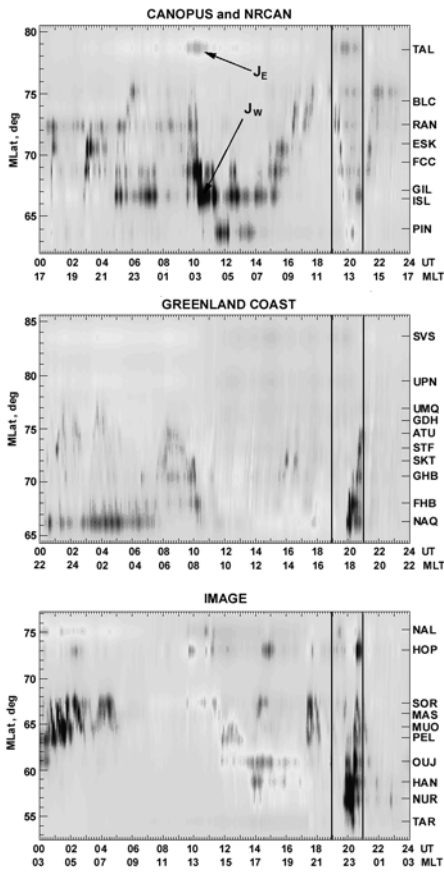 CANOPUS and NRCAN
80
75
70
65
MLat, deg
J_E
J_W
TAL
BLC
RAN
ESK
FCC
GIL
ISL
PIN
00 02 04 06 08 10 12 14 16 18 20 22 24 UT
17 19 21 23 01 03 05 07 09 11 13 15 17 MLT
GREENLAND COAST
85
80
75
70
65
MLat, deg
SVS
UPN
UMQ
GDH
ATU
STF
SKT
GHB
FHB
NAQ
00 02 04 06 08 10 12 14 16 18 20 22 24 UT
22 24 02 04 06 08 10 12 14 16 18 20 22 MLT
IMAGE
75
70
65
60
55
MLat, deg
NAL
HOP
SOR
MAS
MUO
PEL
OUJ
HAN
NUR
TAR
00 02 04 06 08 10 12 14 16 18 20 22 24 UT
03 05 07 09 11 13 15 17 19 21 23 01 03 MLT